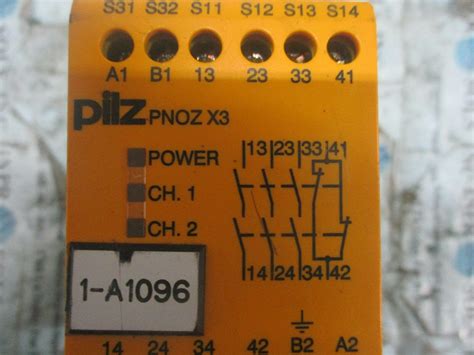 S31 S32 S11 S12 S13 S14
A1 B1 13 23 33 41
pilz PNOZ X3
POWER
CH. 1
CH. 2
13 23 33 41
14 24 34 42
1-A1096
14 24 34 42 B2 A2